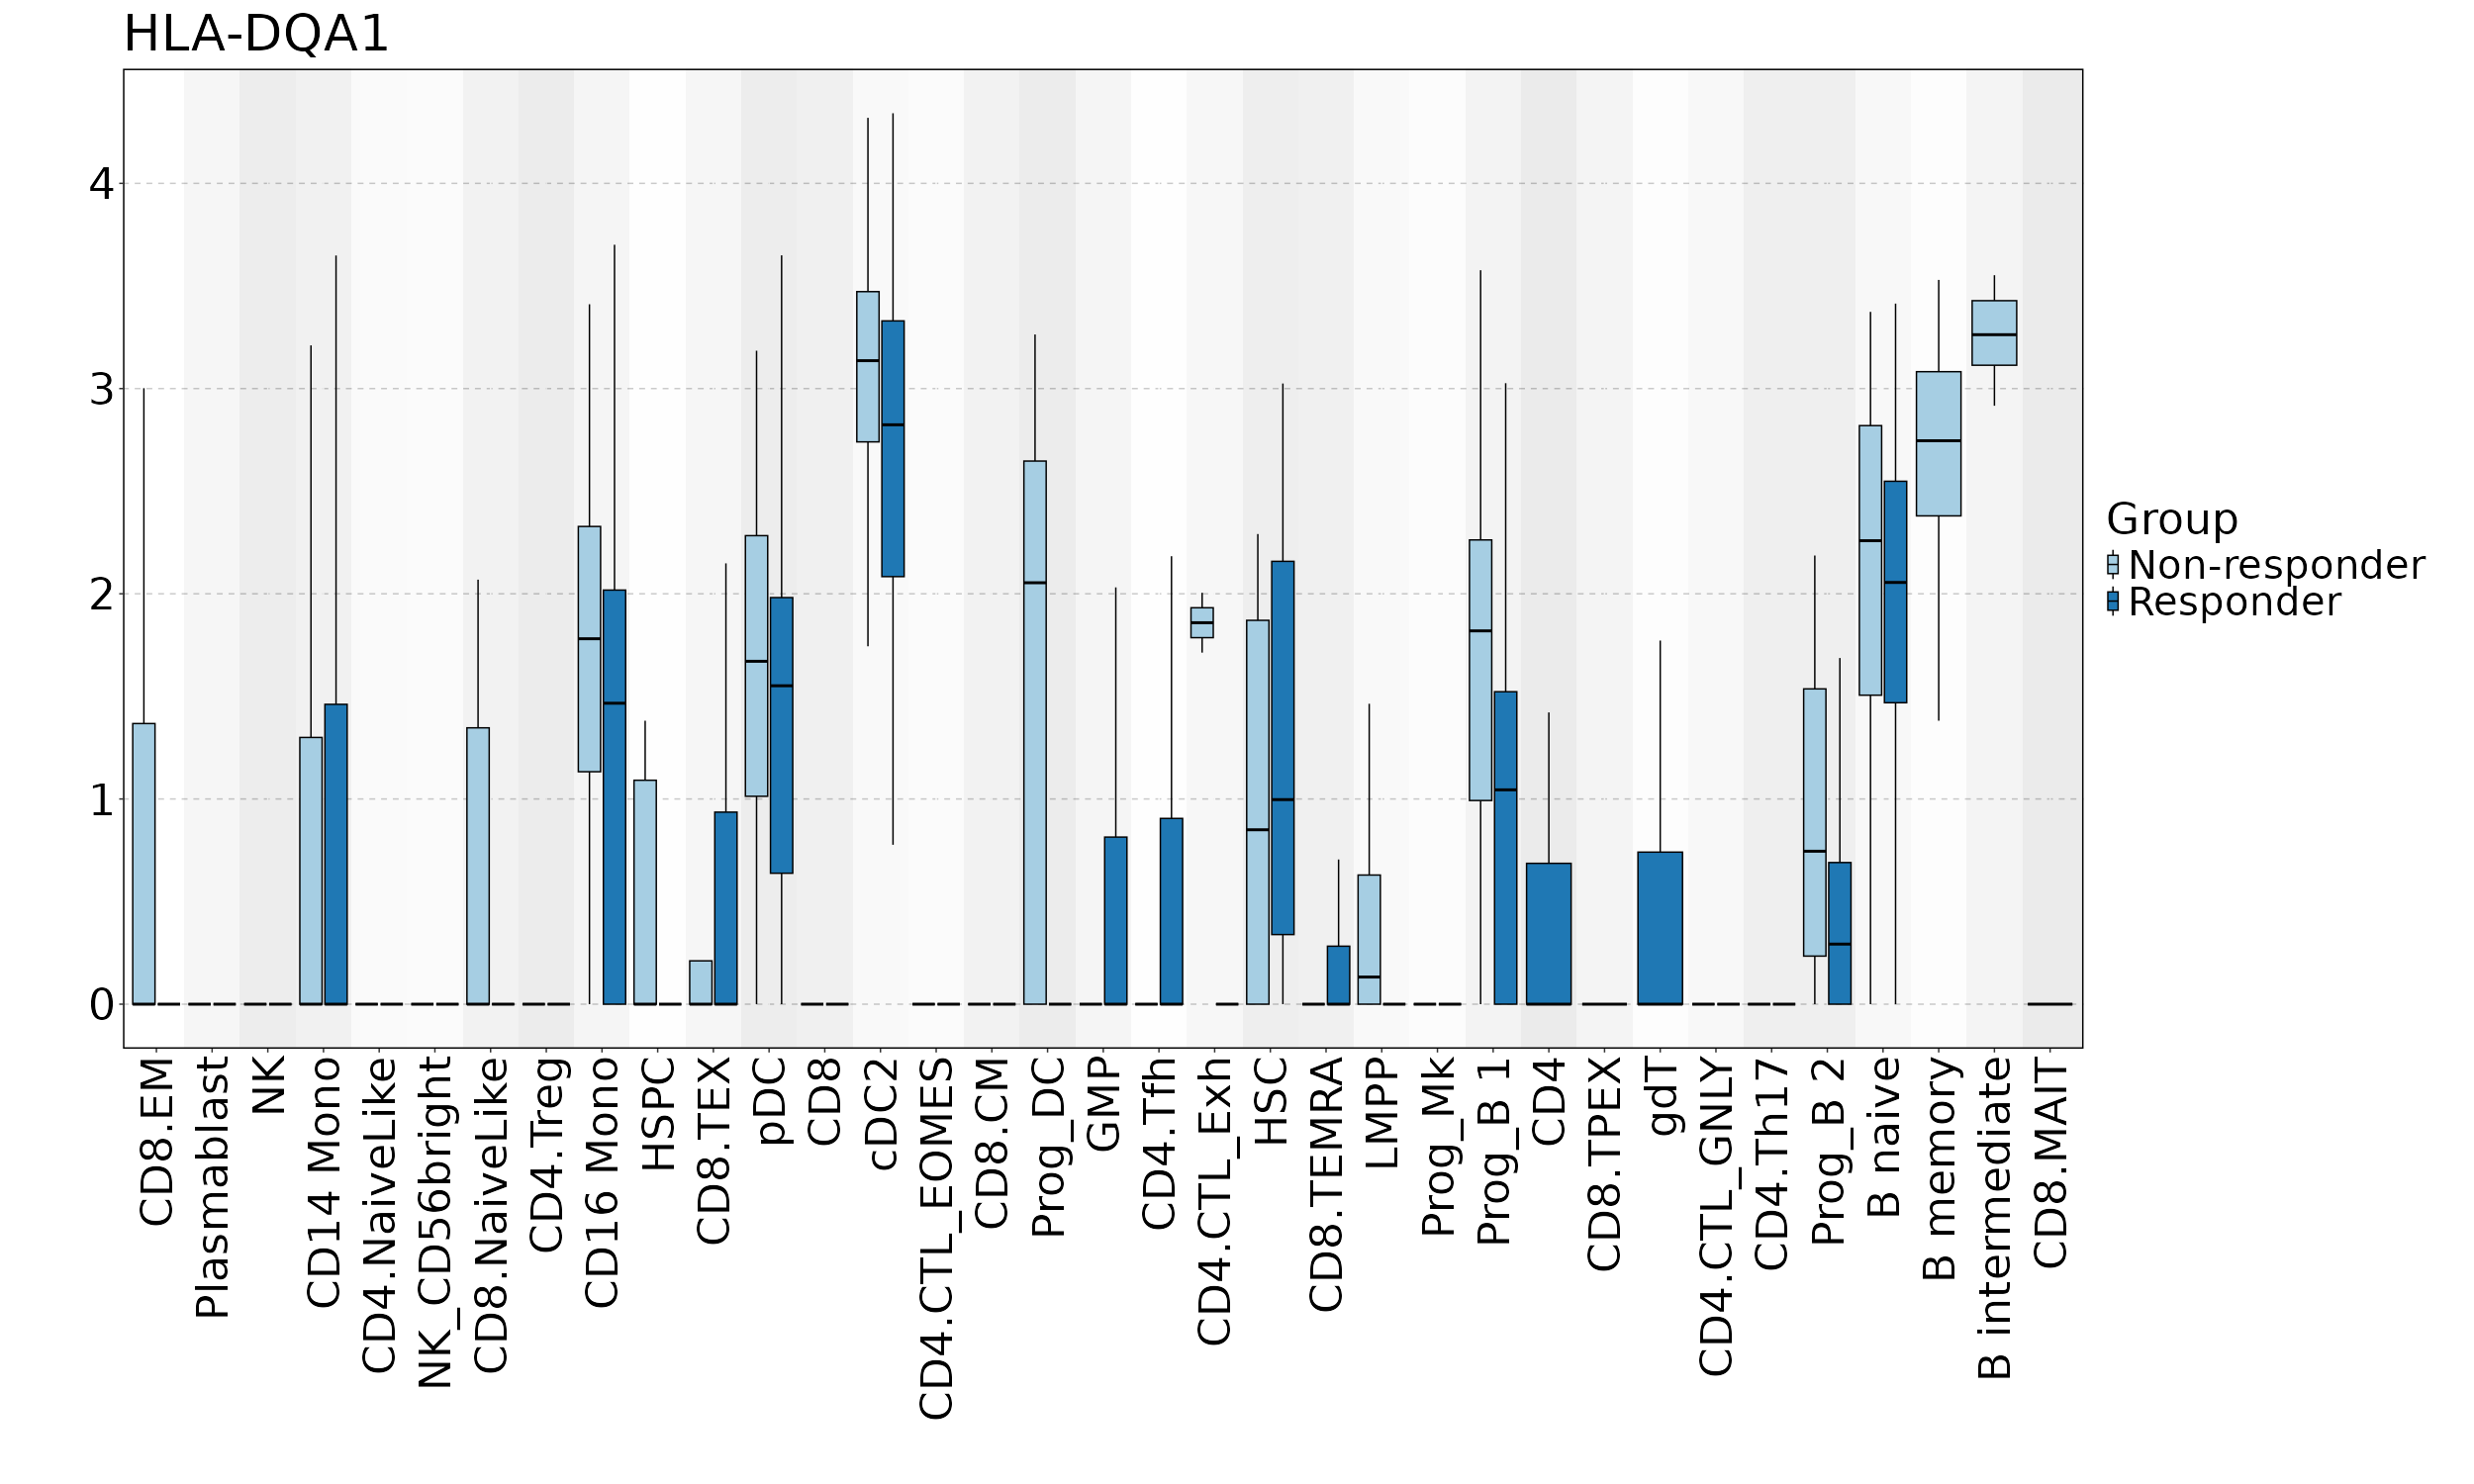 HLA-DQA1
4
3
2
1
0
CD8.EM
Plasmablast
NK
CD14 Mono
CD4.NaiveLike
NK_CD56bright
CD8.NaiveLike
CD4.Treg
CD16 Mono
HSPC
CD8.TEX
pDC
CD8
cDC2
CD4.CTL_EOMES
CD8.CM
Prog_DC
GMP
CD4.Tfh
CD4.CTL_Exh
HSC
CD8.TEMRA
LMPP
Prog_Mk
Prog_B 1
CD4
CD8.TPEX
gdT
CD4.CTL_GNLY
CD4.Th17
Prog_B 2
B naive
B memory
B intermediate
CD8.MAIT
Group
Non-responder
Responder